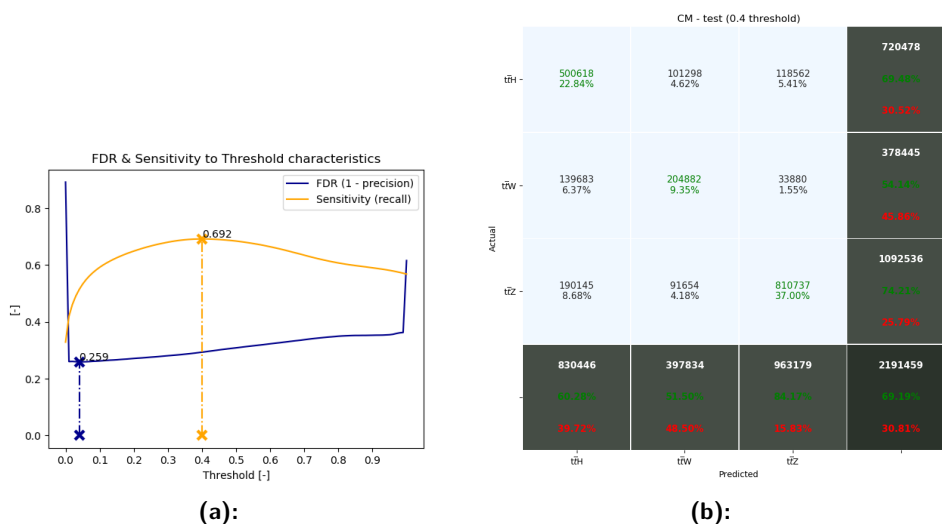 FDR & Sensitivity to Threshold characteristics
FDR (1 - precision)
Sensitivity (recall)
0.8
0.6
0.4
0.2
0.0
[-]
0.692
0.259
0.0 0.1 0.2 0.3 0.4 0.5 0.6 0.7 0.8 0.9
Threshold [-]
(a):
CM - test (0.4 threshold)
Actual
tt̄H
500618 101298 118562 720478
22.84% 4.62% 5.41%
tt̄W
139683 204882 33880 378445
6.37% 9.35% 1.55%
tt̄Z
190145 91654 810737 1092536
8.68% 4.18% 37.00%
25.79%
830446 397834 963179 2191459
69.19%
30.81%
tt̄H tt̄W tt̄Z
Predicted
(b):